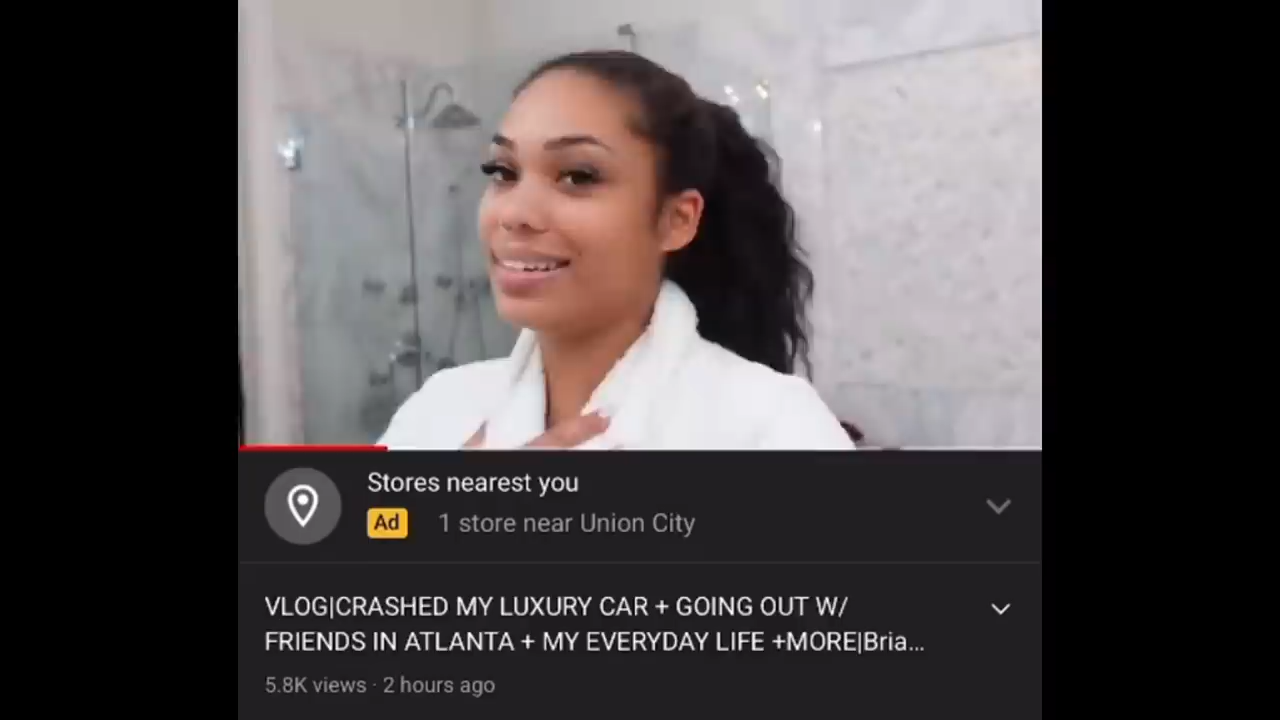 Stores nearest you
Ad 1 store near Union City
VLOG|CRASHED MY LUXURY CAR + GOING OUT W/
FRIENDS IN ATLANTA + MY EVERYDAY LIFE +MORE|Bria...
5.8K views · 2 hours ago